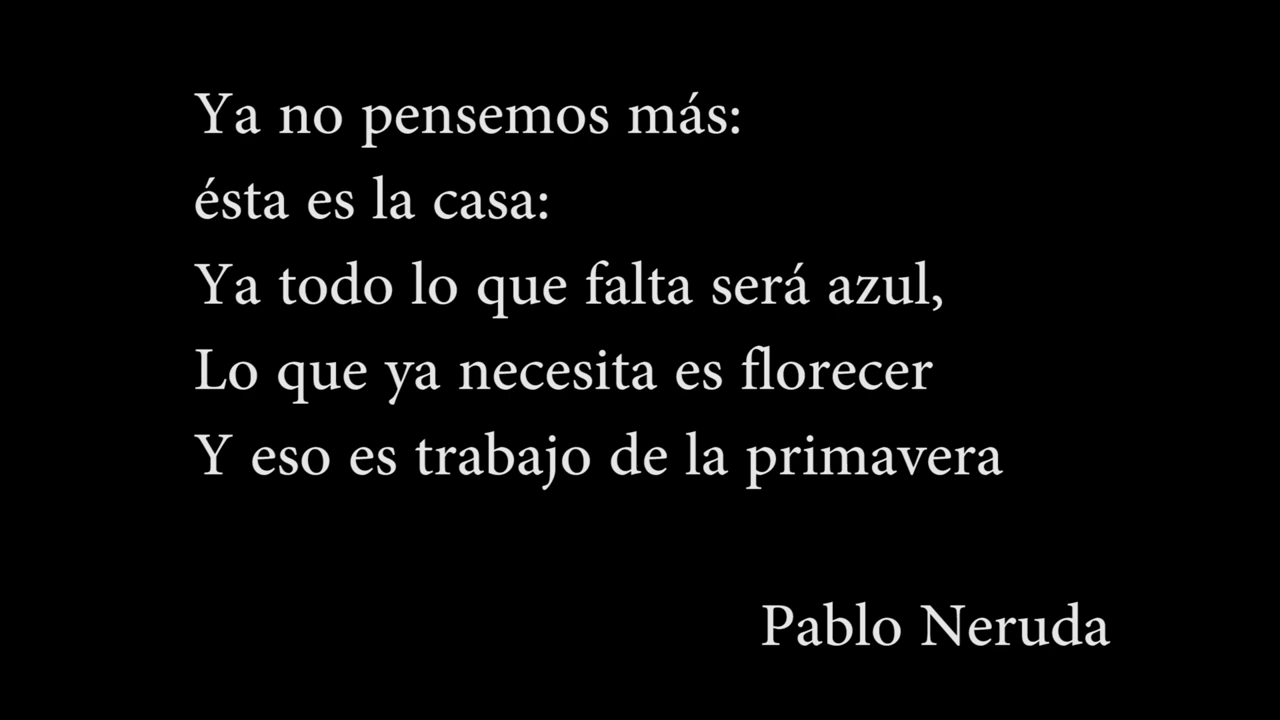 Ya no pensemos más:
ésta es la casa:
Ya todo lo que falta será azul,
Lo que ya necesita es florecer
Y eso es trabajo de la primavera
Pablo Neruda